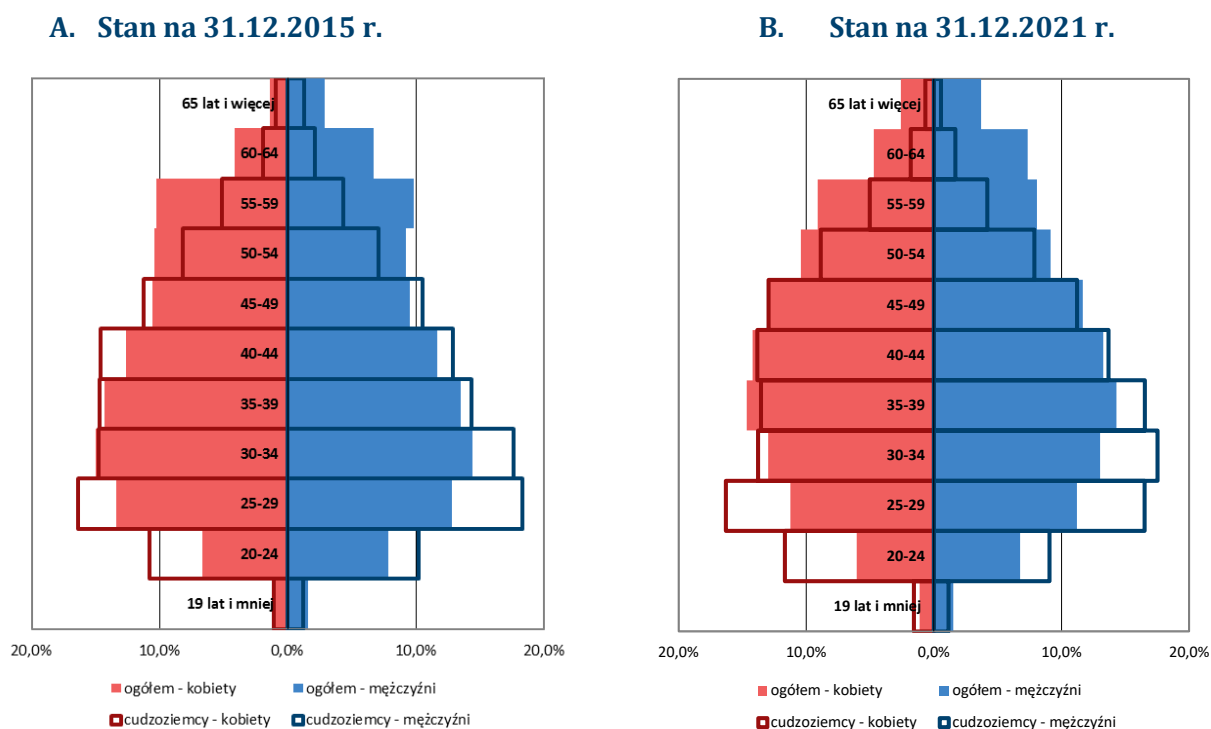 A. Stan na 31.12.2015 r.
65 lat i więcej
60-64
55-59
50-54
45-49
40-44
35-39
30-34
25-29
20-24
19 lat i mniej
20,0% 10,0% 0,0% 10,0% 20,0%
ogółem - kobiety ogółem - mężczyźni
cudzoziemcy - kobiety cudzoziemcy - mężczyźni
B. Stan na 31.12.2021 r.
65 lat i więcej
60-64
55-59
50-54
45-49
40-44
35-39
30-34
25-29
20-24
19 lat i mniej
20,0% 10,0% 0,0% 10,0% 20,0%
ogółem - kobiety ogółem - mężczyźni
cudzoziemcy - kobiety cudzoziemcy - mężczyźni